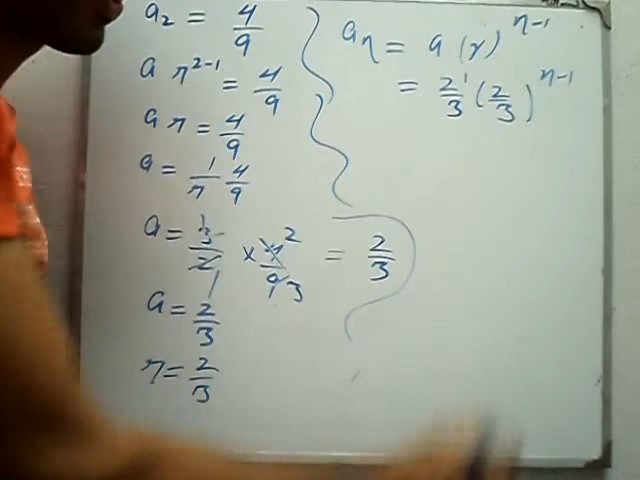 a₂ = 4/9
a r²⁻¹ = 4/9
a r = 4/9
a = 1/r 4/9
a = 3/2 × 4/9 = 2/3
a = 2/3
r = 2/3
aₙ = a (r)ⁿ⁻¹
= 2/3 (2/3)ⁿ⁻¹